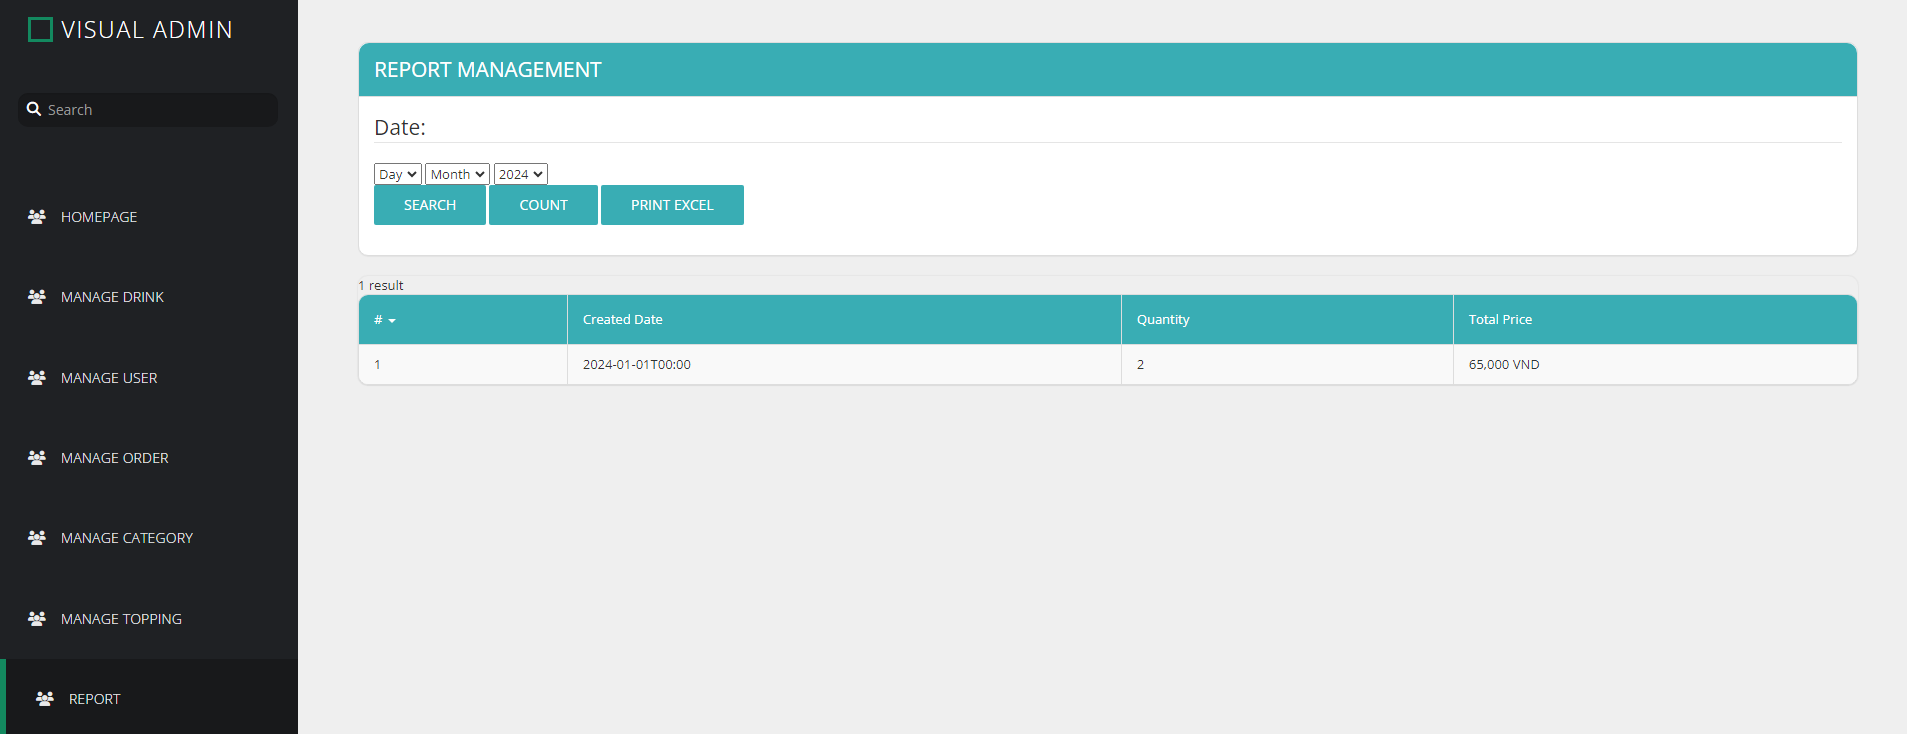 VISUAL ADMIN
Search
HOMEPAGE
MANAGE DRINK
MANAGE USER
MANAGE ORDER
MANAGE CATEGORY
MANAGE TOPPING
REPORT
REPORT MANAGEMENT
Date:
Day Month 2024
SEARCH COUNT PRINT EXCEL
1 result
# Created Date Quantity Total Price
1 2024-01-01T00:00 2 65,000 VND